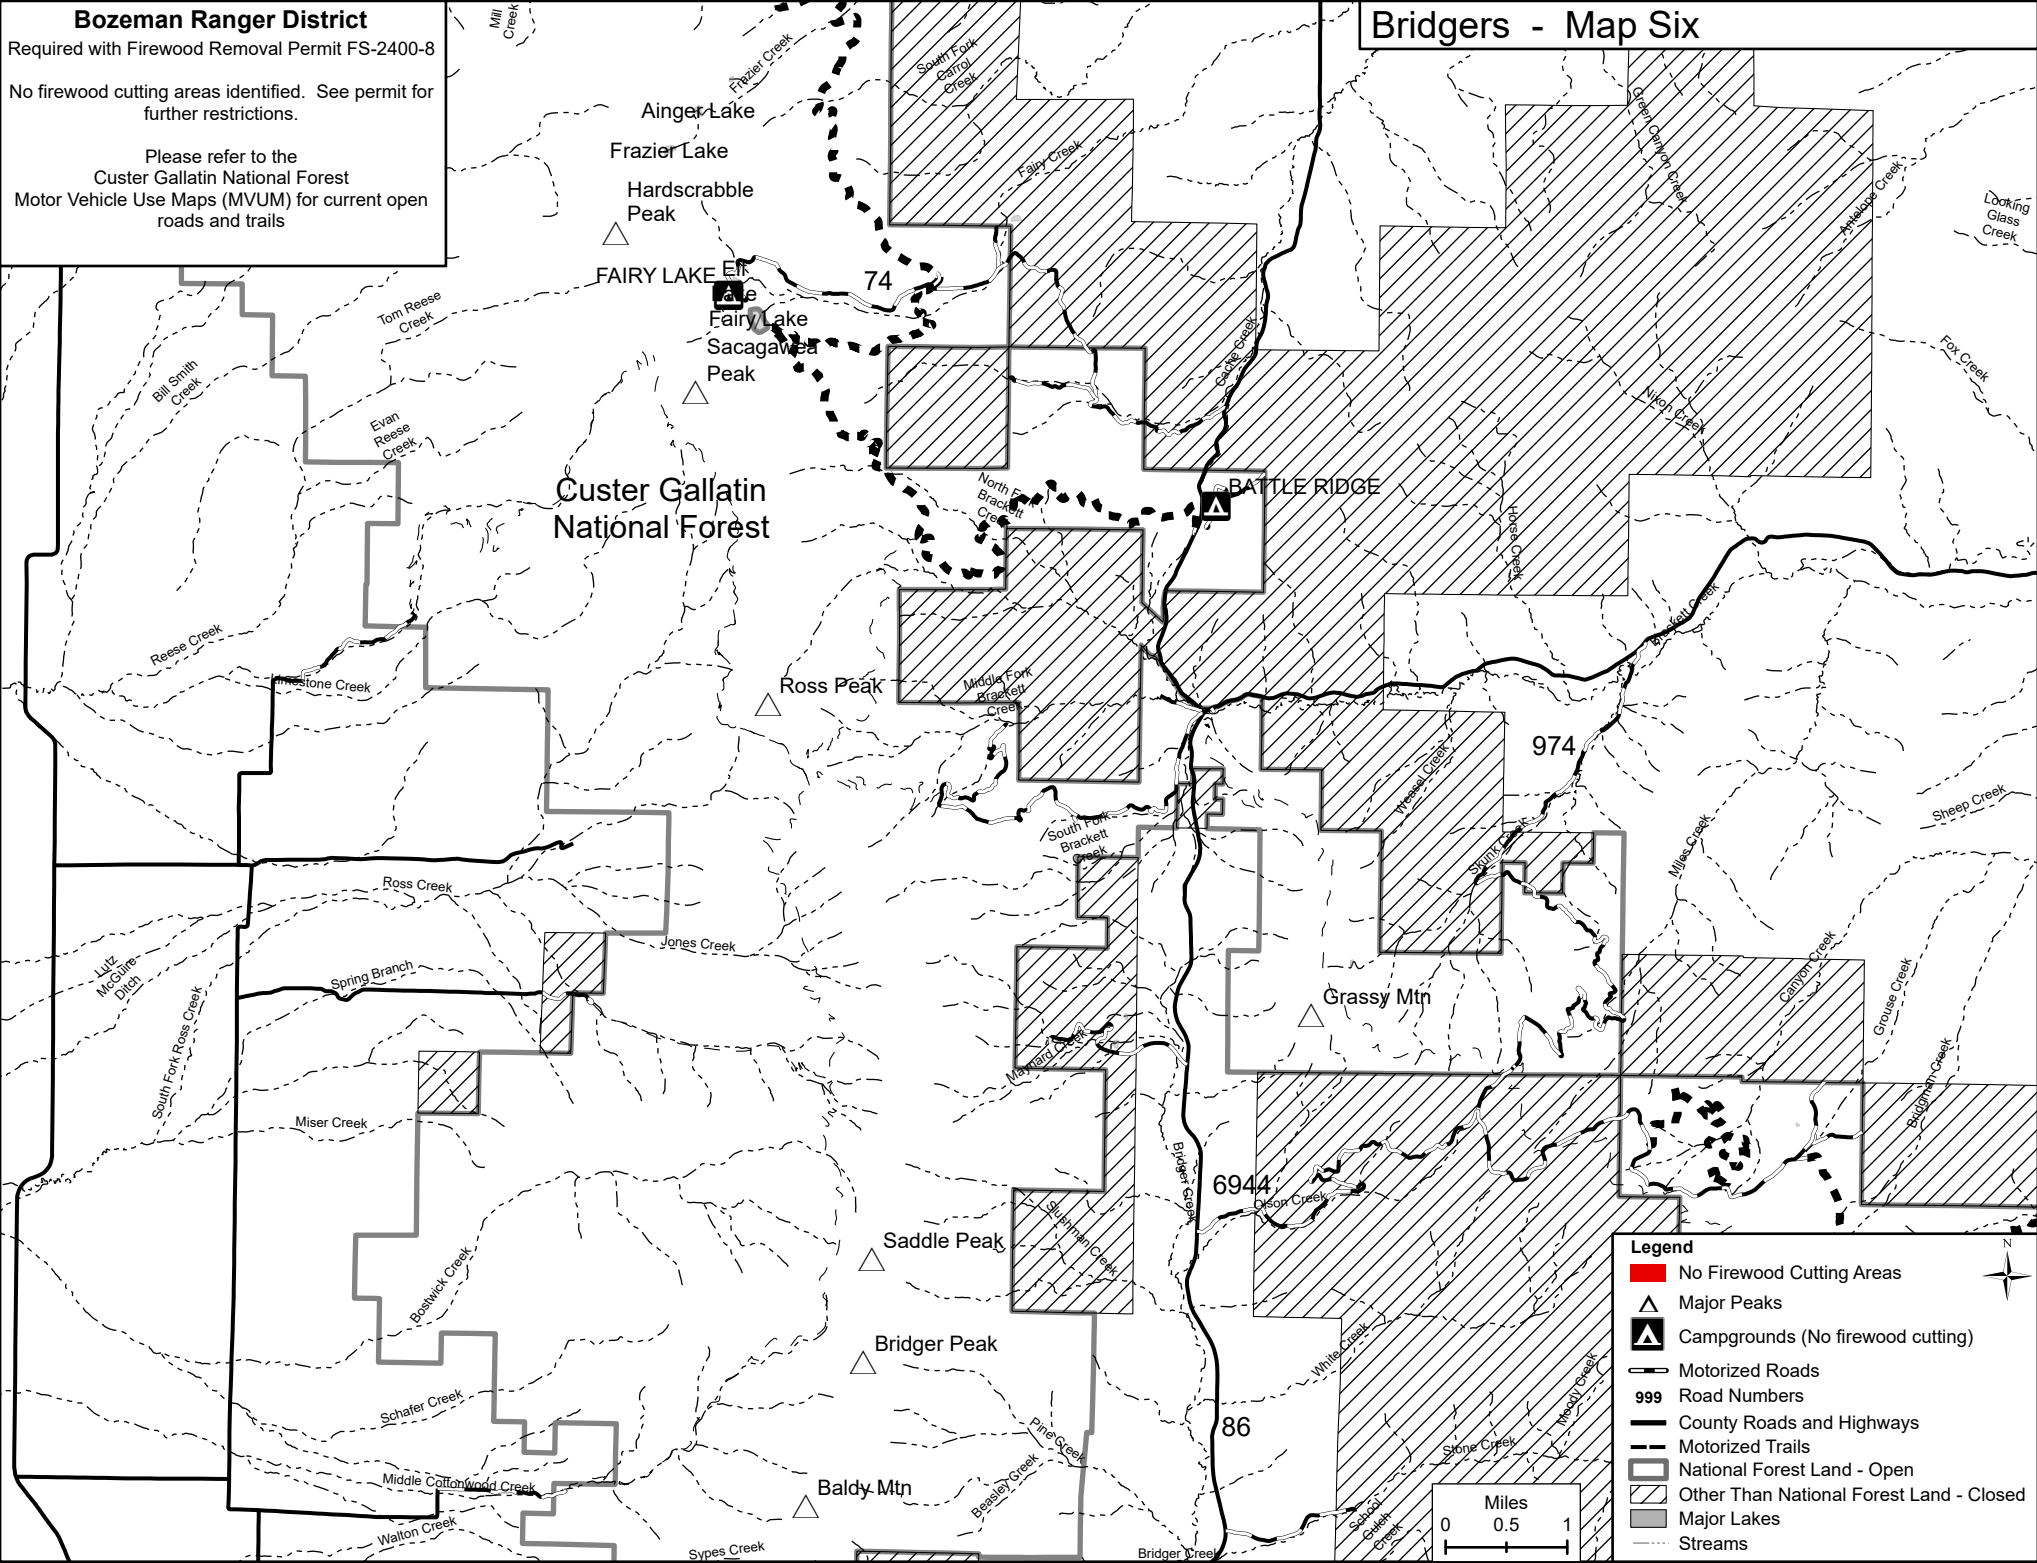 Bozeman Ranger District
Required with Firewood Removal Permit FS-2400-8
No firewood cutting areas identified.  See permit for
further restrictions.
Please refer to the
Custer Gallatin National Forest
Motor Vehicle Use Maps (MVUM) for current open
roads and trails
Bridgers  -  Map Six
Mill
Creek
Frazier Creek
South Fork
Carrol
Creek
Ainger Lake
Frazier Lake
Hardscrabble
Peak
Fairy Creek
Green Canyon Creek
Antelope Creek
Looking
Glass
Creek
FAIRY LAKE
Elf
Lake
74
Fairy Lake
Sacagawea
Peak
Tom Reese
Creek
Bill Smith
Creek
Evan
Reese
Creek
Cache Creek
Fox Creek
Nixon Creek
Custer Gallatin
National Forest
North Fork
Brackett
Creek
BATTLE RIDGE
Horse Creek
Brackett Creek
Reese Creek
Limestone Creek
Ross Peak
Middle Fork
Brackett
Creek
974
Weasel Creek
Sheep Creek
South Fork
Brackett
Creek
Skunk Creek
Miles Creek
Ross Creek
Jones Creek
Lutz
McGuire
Ditch
Spring Branch
South Fork Ross Creek
Grassy Mtn
Canyon Creek
Grouse Creek
Maynard Creek
Bridgman Creek
Miser Creek
Bridger Creek
6944
Olson Creek
Slushman Creek
Saddle Peak
Bostwick Creek
Bridger Peak
White Creek
Moody Creek
Schafer Creek
86
Pine Creek
Stone Creek
Middle Cottonwood Creek
Baldy Mtn
Beasley Creek
School
Gulch
Creek
Walton Creek
Sypes Creek
Bridger Creek
Legend
N
No Firewood Cutting Areas
Major Peaks
Campgrounds (No firewood cutting)
Motorized Roads
999 Road Numbers
County Roads and Highways
Motorized Trails
National Forest Land - Open
Other Than National Forest Land - Closed
Major Lakes
Streams
Miles
0 0.5 1